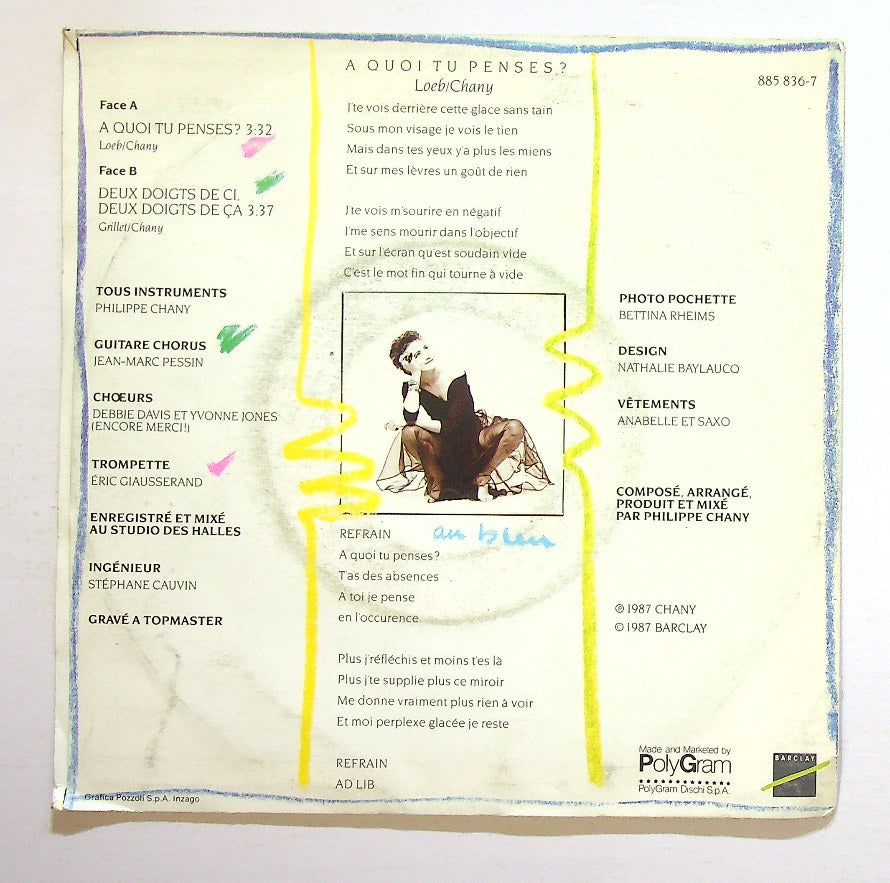 A QUOI TU PENSES?
Loeb/Chany
885 836-7
Face A
A QUOI TU PENSES? 3:32
Loeb/Chany
Face B
DEUX DOIGTS DE CI,
DEUX DOIGTS DE ÇA 3:37
Grillet/Chany
TOUS INSTRUMENTS
PHILIPPE CHANY
GUITARE CHORUS
JEAN-MARC PESSIN
CHŒURS
DEBBIE DAVIS ET YVONNE JONES
(ENCORE MERCI!)
TROMPETTE
ÉRIC GIAUSSERAND
ENREGISTRÉ ET MIXÉ
AU STUDIO DES HALLES
INGÉNIEUR
STÉPHANE CAUVIN
GRAVÉ A TOPMASTER
J'te vois derrière cette glace sans tain
Sous mon visage je vois le tien
Mais dans tes yeux y'a plus les miens
Et sur mes lèvres un goût de rien
J'te vois m'sourire en négatif
J'me sens mourir dans l'objectif
Et sur l'écran qu'est soudain vide
C'est le mot fin qui tourne à vide
REFRAIN
au bleu
A quoi tu penses?
T'as des absences
A toi je pense
en l'occurence
Plus j'réfléchis et moins t'es là
Plus j'te supplie plus ce miroir
Me donne vraiment plus rien à voir
Et moi perplexe glacée je reste
REFRAIN
AD LIB
PHOTO POCHETTE
BETTINA RHEIMS
DESIGN
NATHALIE BAYLAUCO
VÊTEMENTS
ANABELLE ET SAXO
COMPOSÉ, ARRANGÉ,
PRODUIT ET MIXÉ
PAR PHILIPPE CHANY
℗ 1987 CHANY
© 1987 BARCLAY
Made and Marketed by
PolyGram
PolyGram Dischi S.p.A.
BARCLAY
Gráfica Pozzoli S.p.A. Inzago